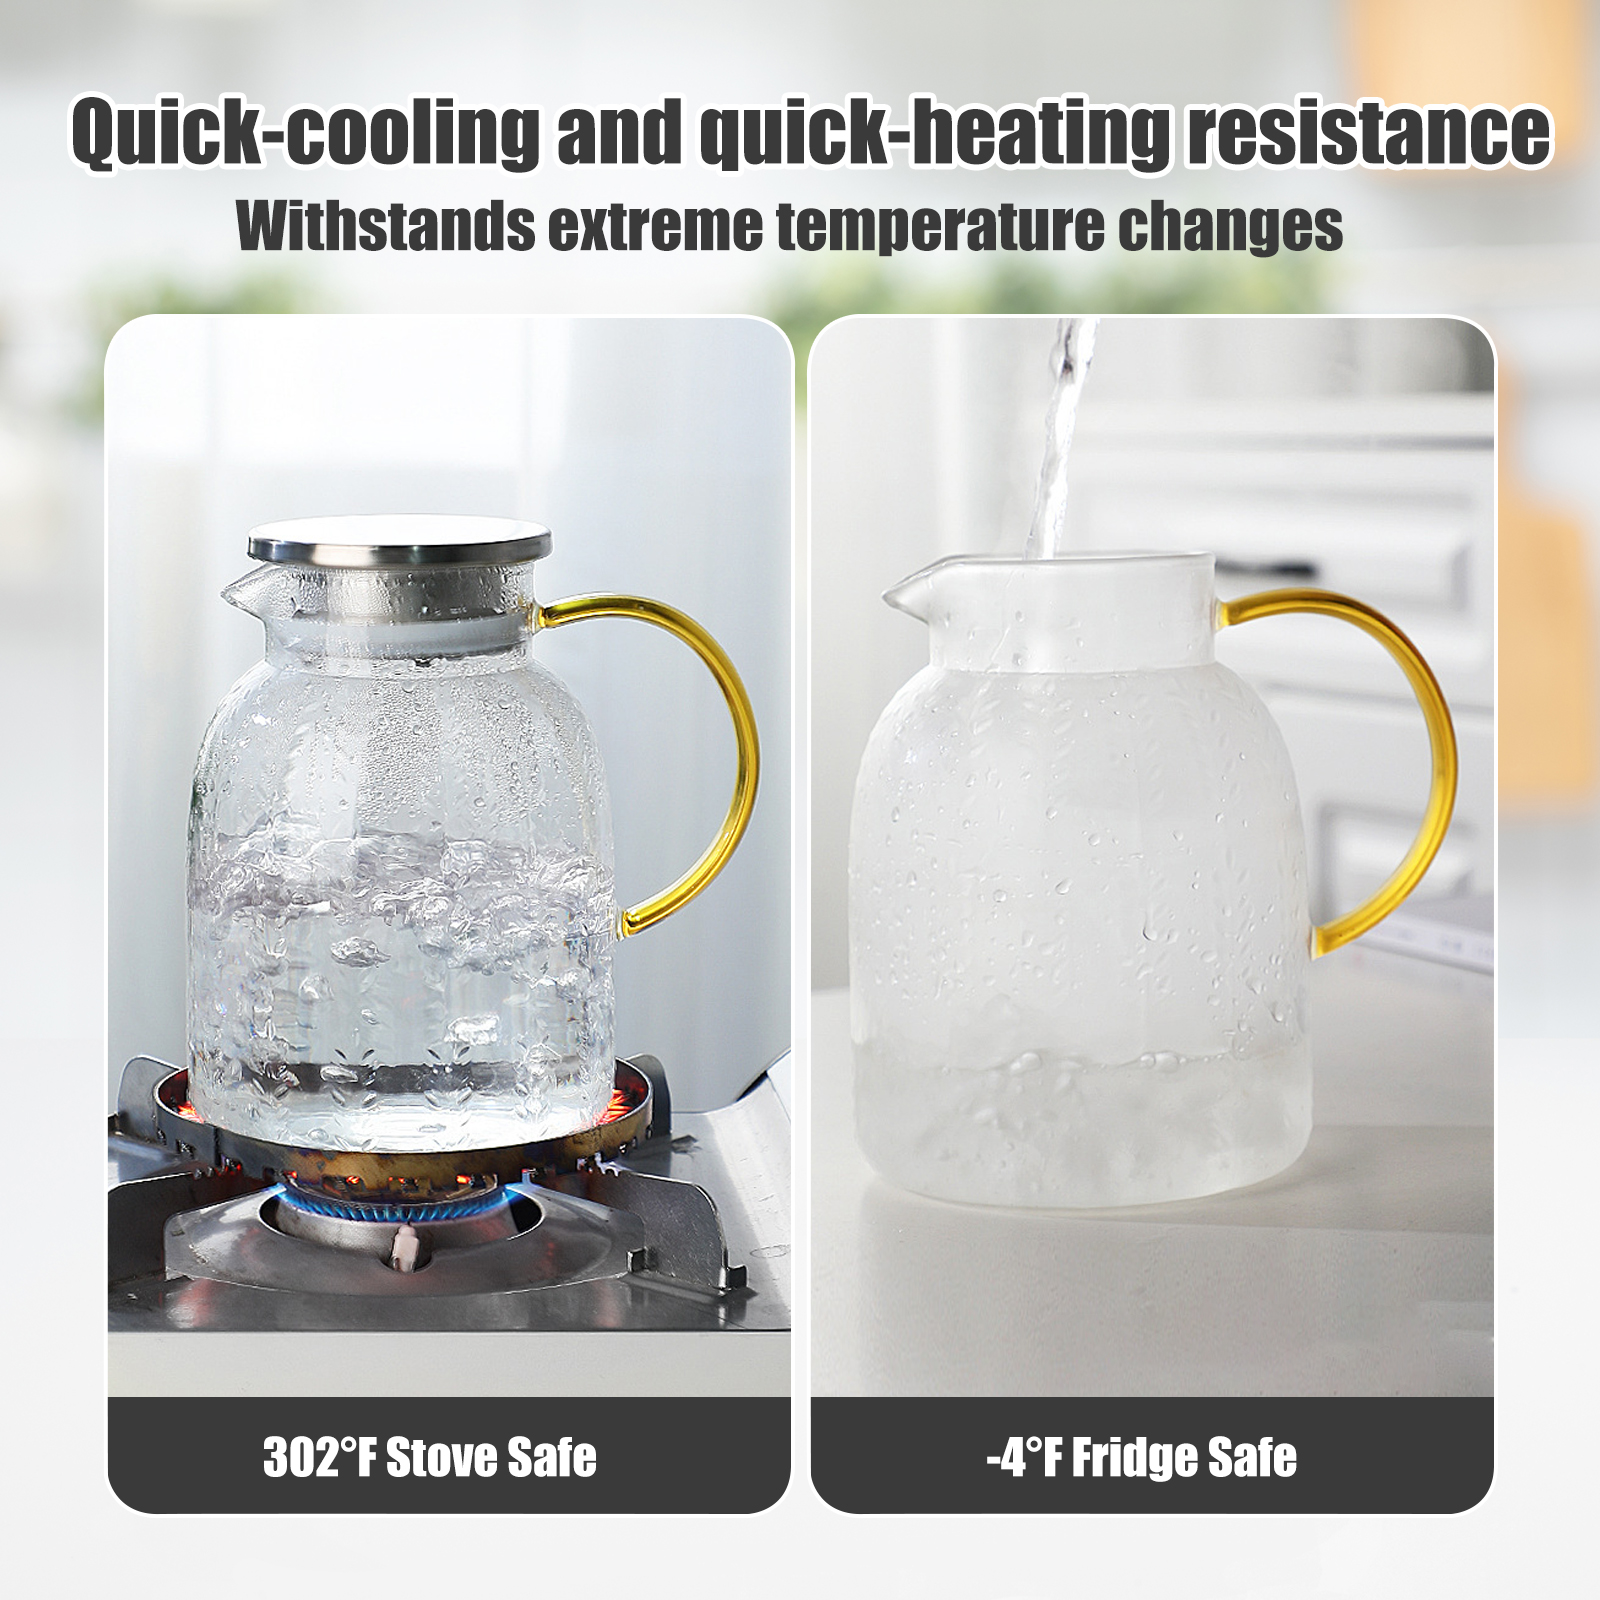 Quick-cooling and quick-heating resistance
Withstands extreme temperature changes
302°F Stove Safe
-4°F Fridge Safe